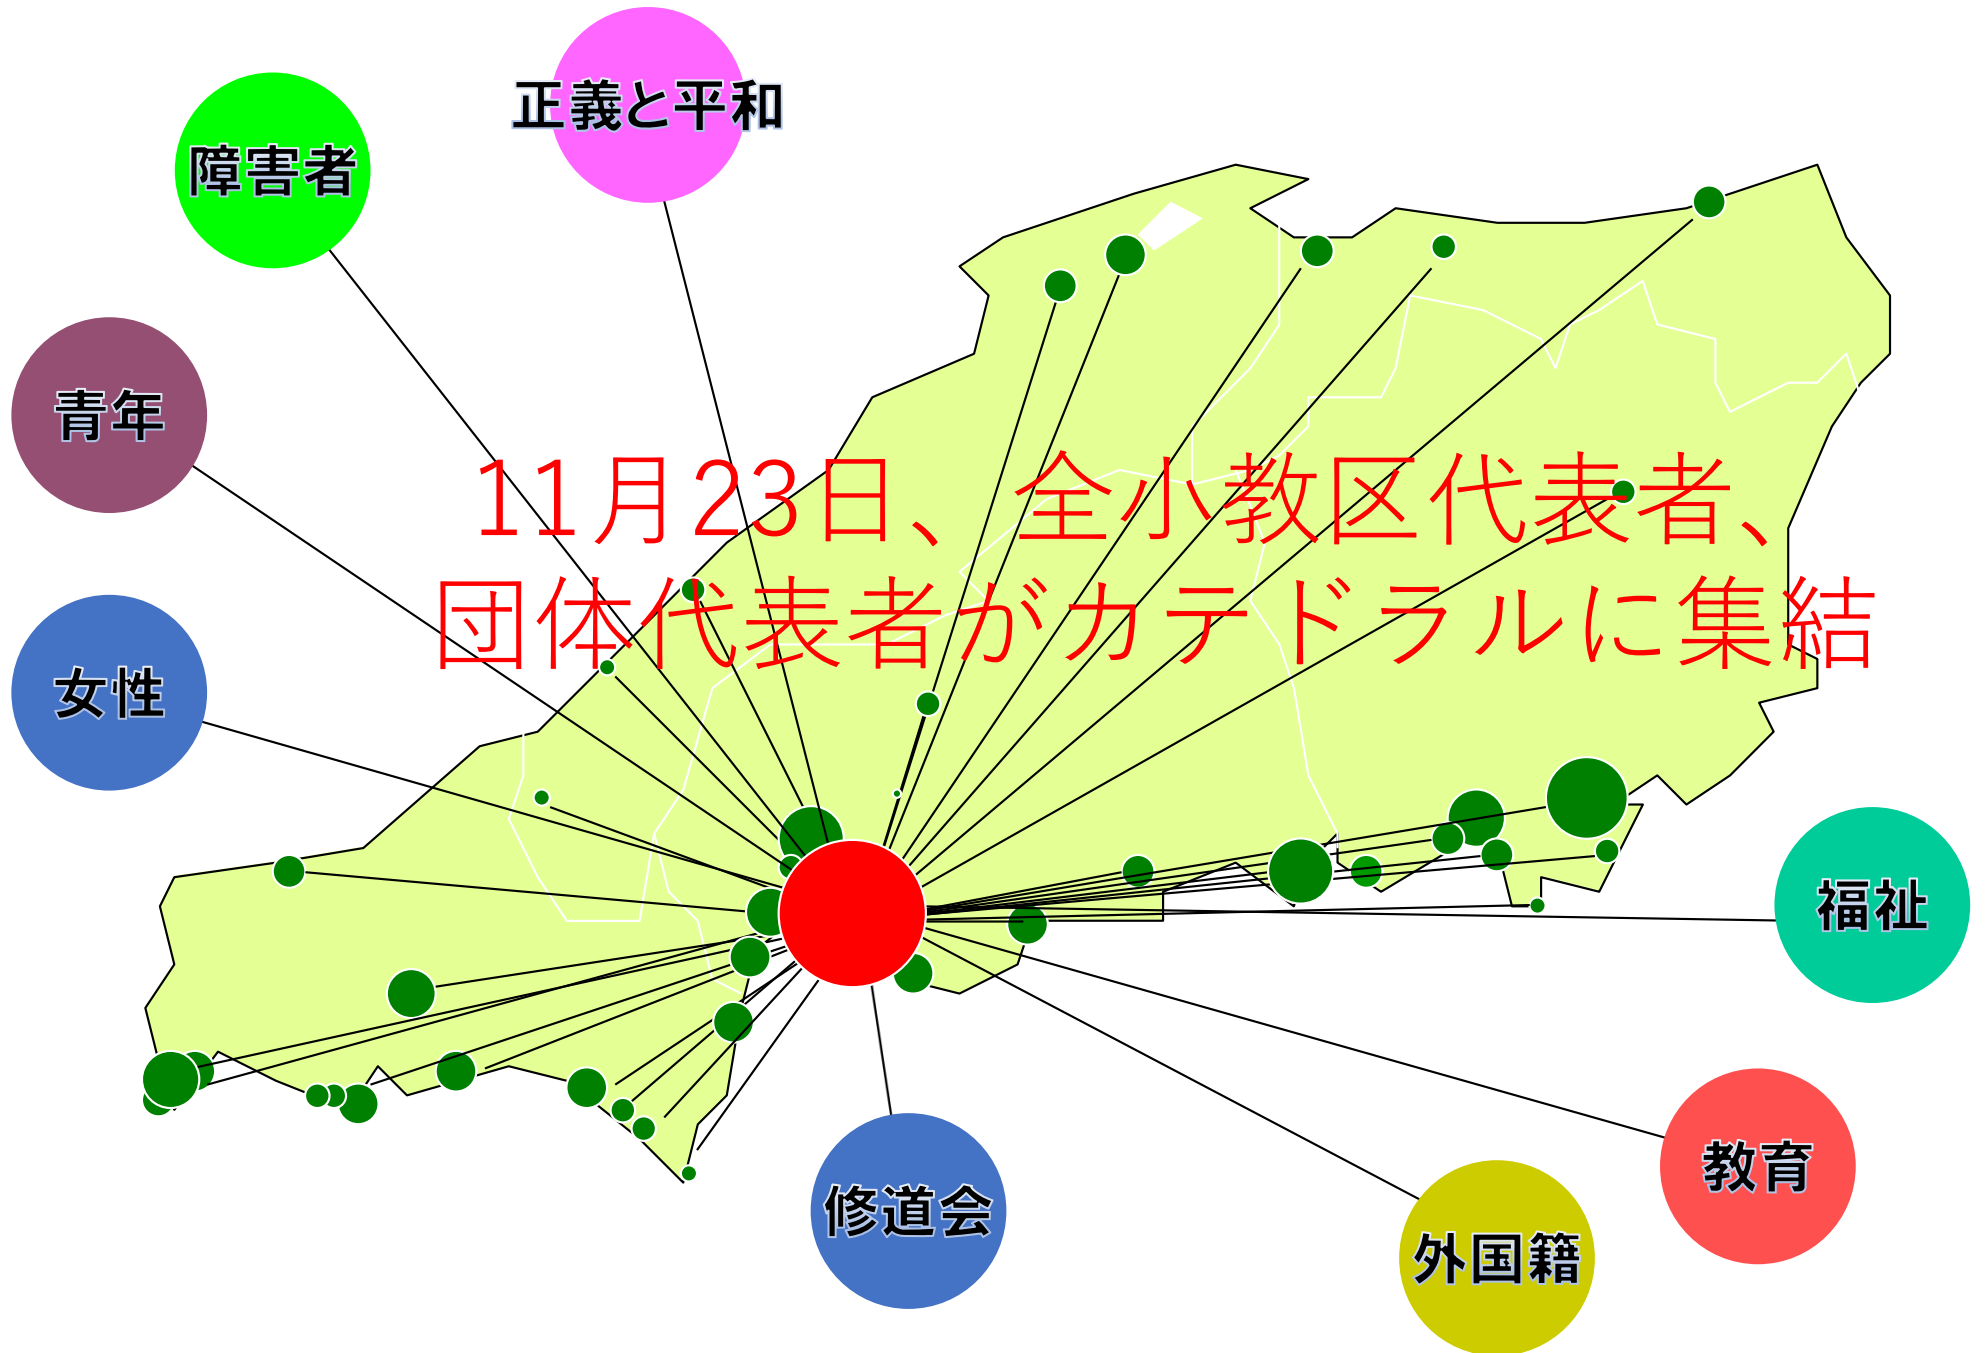 正義と平和
障害者
青年
11月23日、全小教区代表者、
団体代表者がカテドラルに集結
女性
福祉
教育
修道会
外国籍